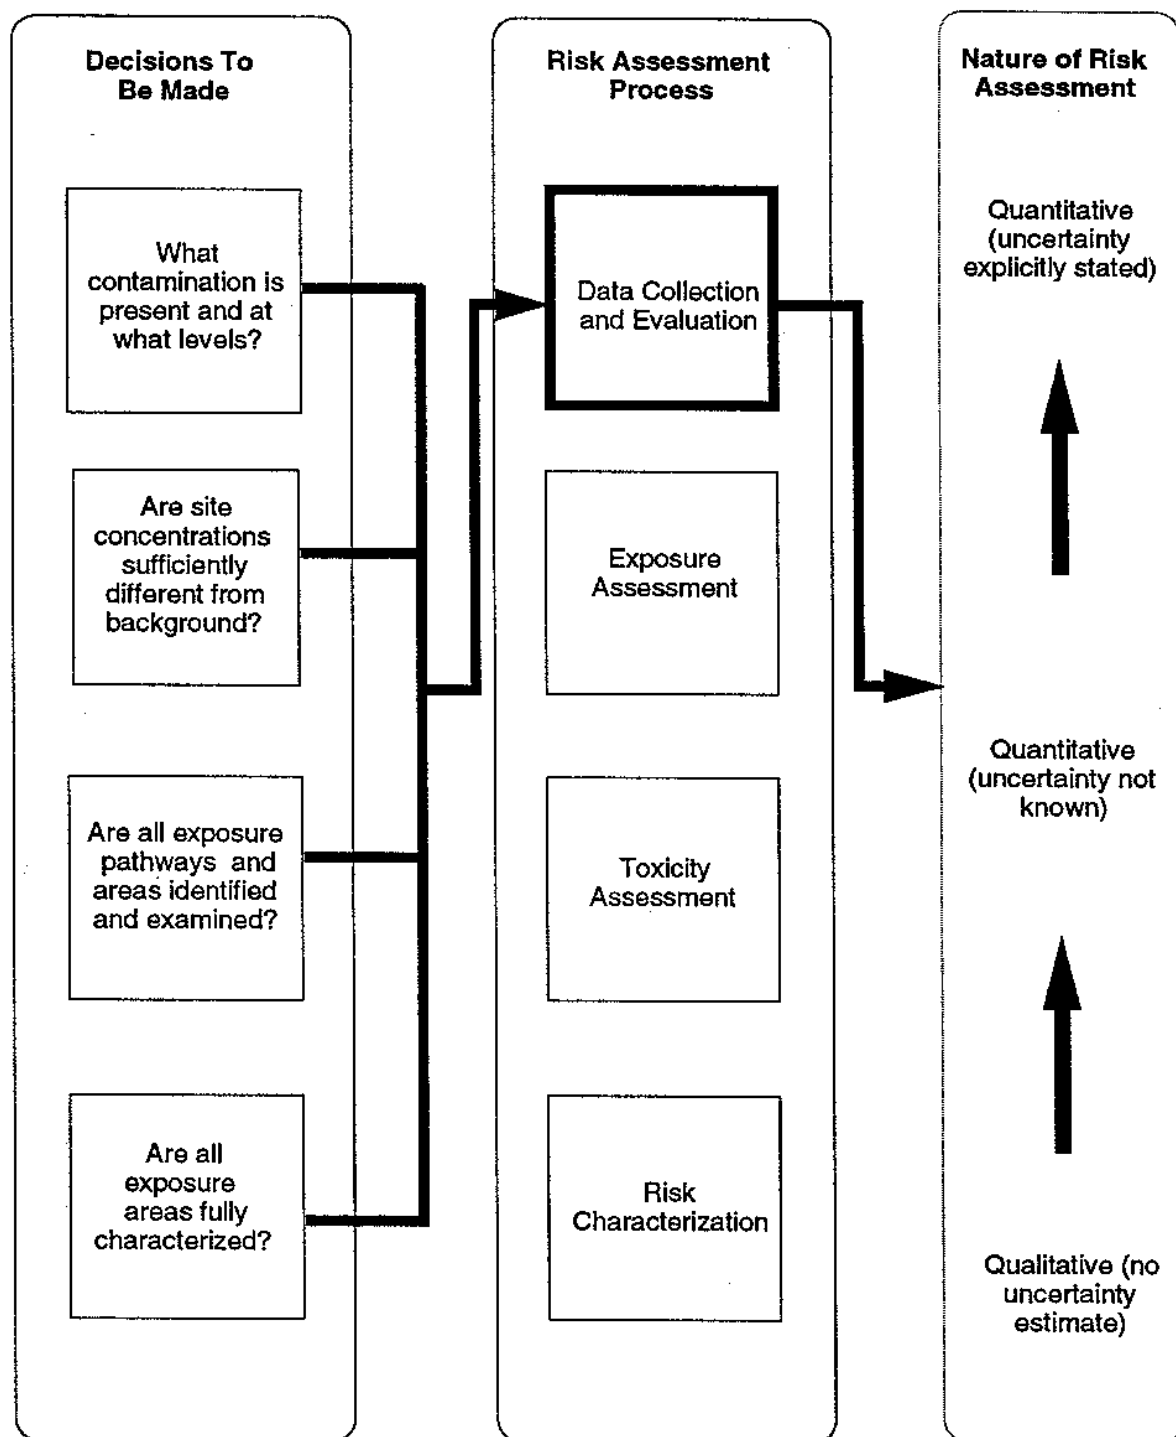 Decisions To
Be Made
What
contamination is
present and at
what levels?
Are site
concentrations
sufficiently
different from
background?
Are all exposure
pathways and
areas identified
and examined?
Are all
exposure
areas fully
characterized?
Risk Assessment
Process
Data Collection
and Evaluation
Exposure
Assessment
Toxicity
Assessment
Risk
Characterization
Nature of Risk
Assessment
Quantitative
(uncertainty
explicitly stated)
Quantitative
(uncertainty not
known)
Qualitative (no
uncertainty
estimate)